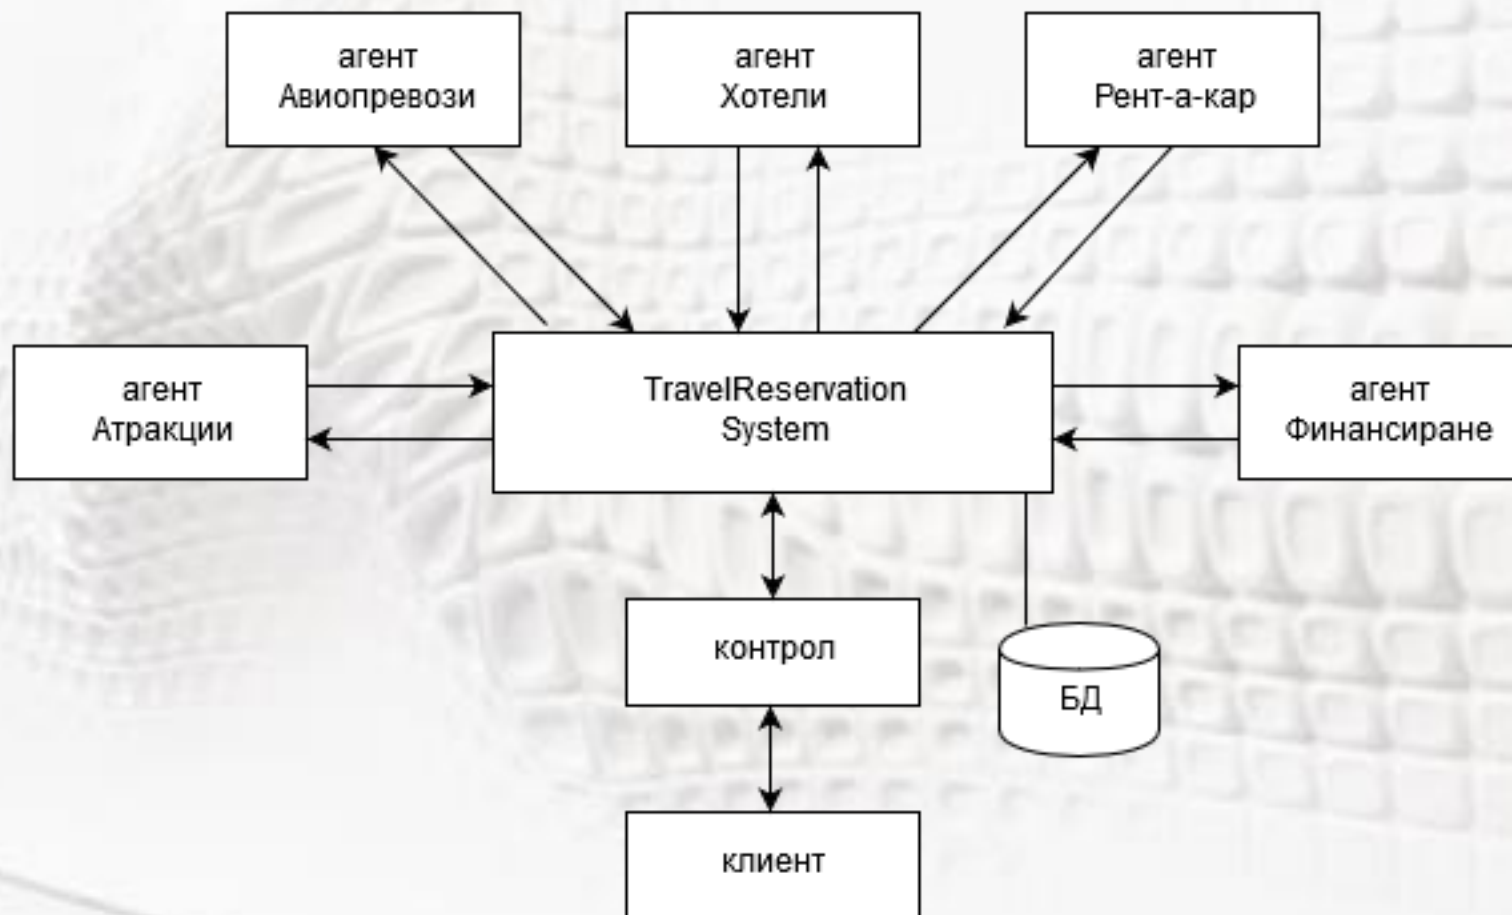 агент
Авиопревози
агент
Хотели
агент
Рент-а-кар
агент
Атракции
TravelReservation
System
агент
Финансиране
контрол
БД
клиент